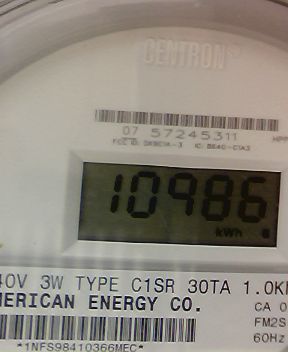 CENTRON
07 57245311
10986
kWh
40V 3W TYPE C1SR 30TA 1.0K
MERICAN ENERGY CO.
CA 0
FM2S
60Hz
*1NFS98410366MEC*